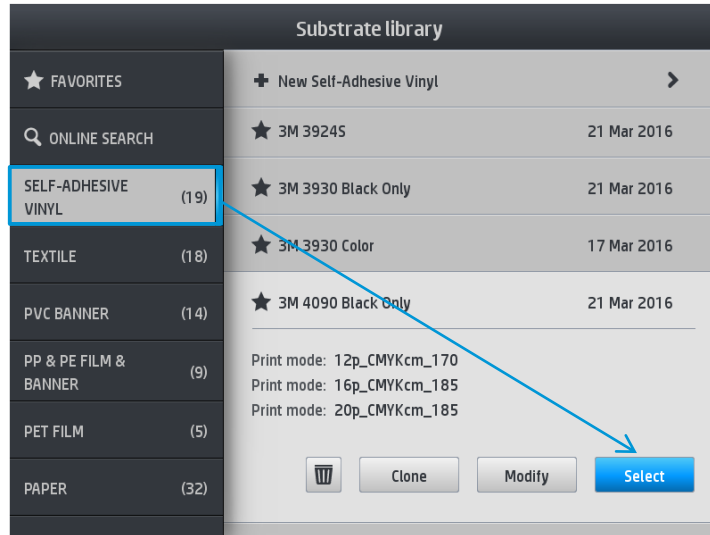 Substrate library
FAVORITES
ONLINE SEARCH
SELF-ADHESIVE
VINYL (19)
TEXTILE (18)
PVC BANNER (14)
PP & PE FILM &
BANNER (9)
PET FILM (5)
PAPER (32)
New Self-Adhesive Vinyl
3M 3924S 21 Mar 2016
3M 3930 Black Only 21 Mar 2016
3M 3930 Color 17 Mar 2016
3M 4090 Black Only 21 Mar 2016
Print mode: 12p_CMYKcm_170
Print mode: 16p_CMYKcm_185
Print mode: 20p_CMYKcm_185
Clone Modify Select